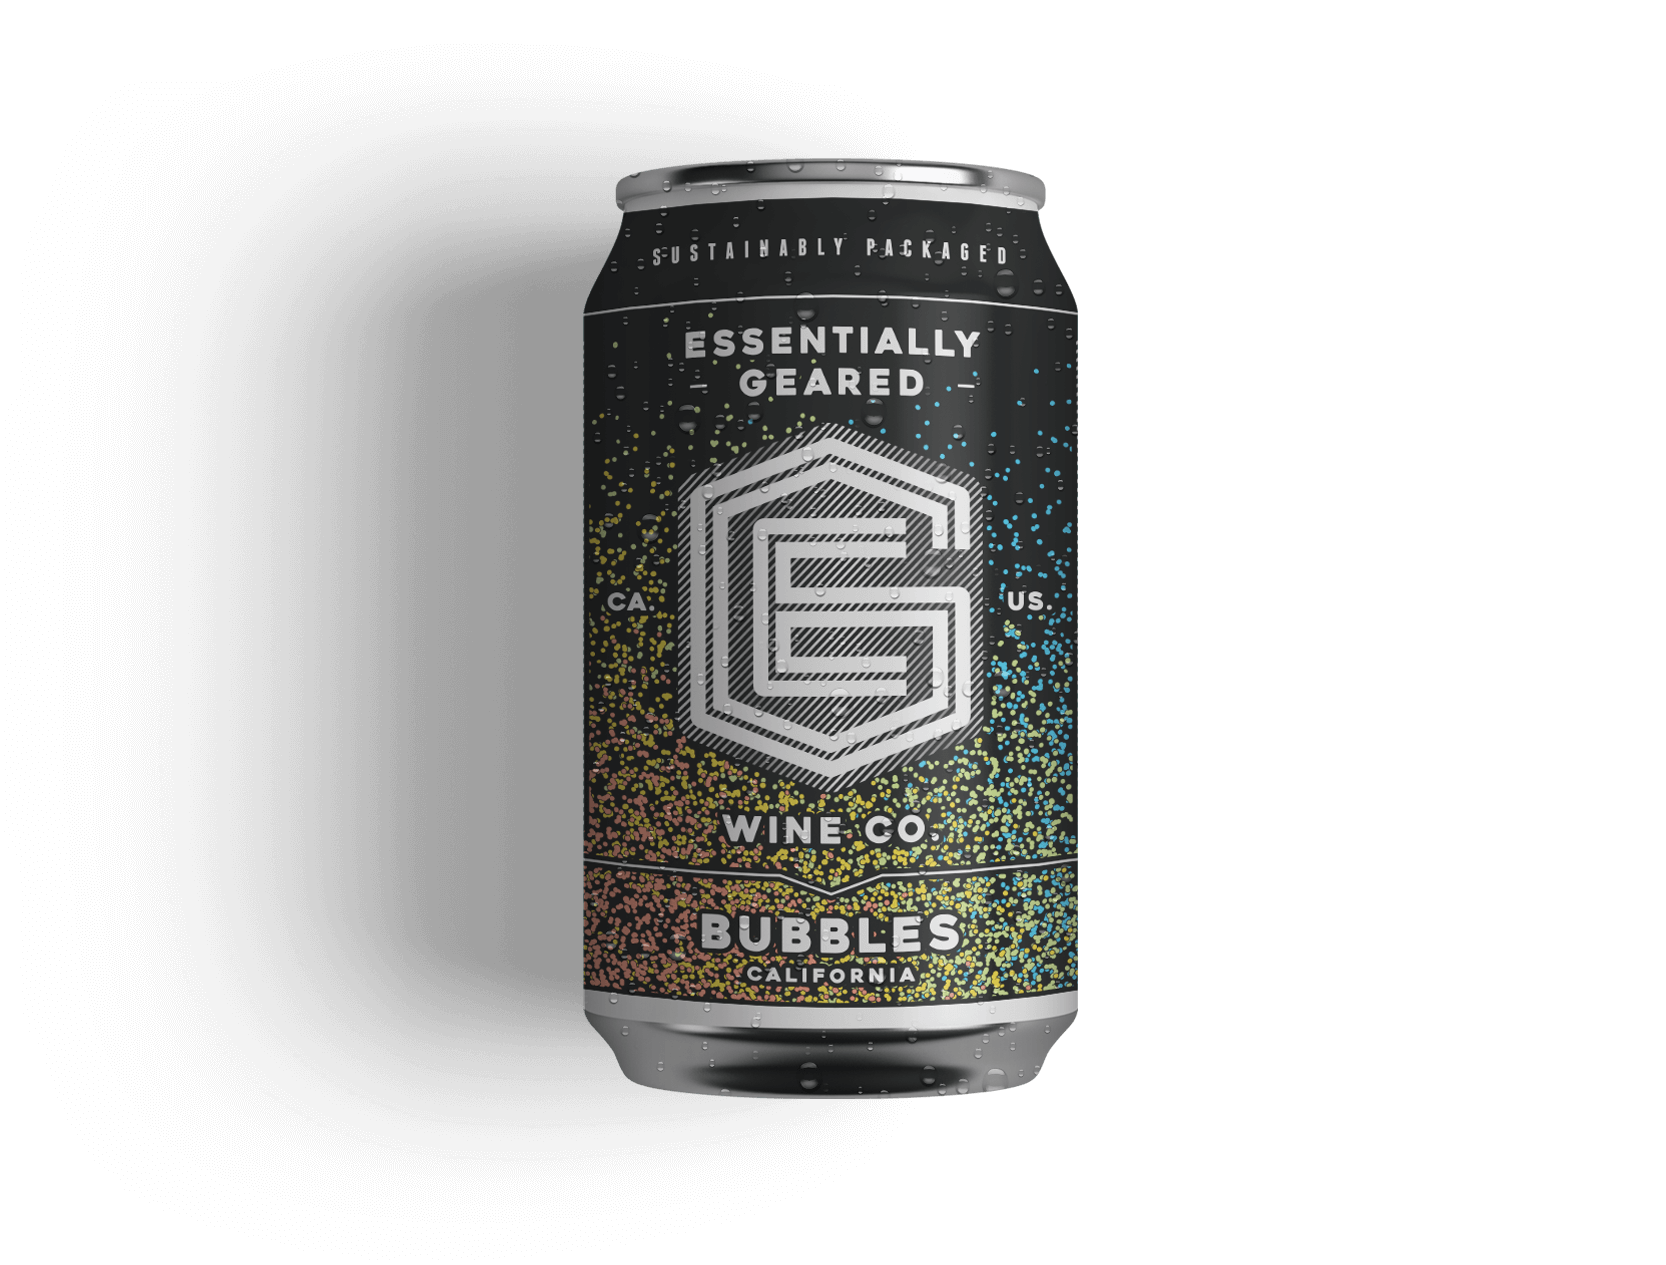 SUSTAINABLY PACKAGED
ESSENTIALLY
– GEARED –
CA.
US.
WINE CO.
BUBBLES
CALIFORNIA